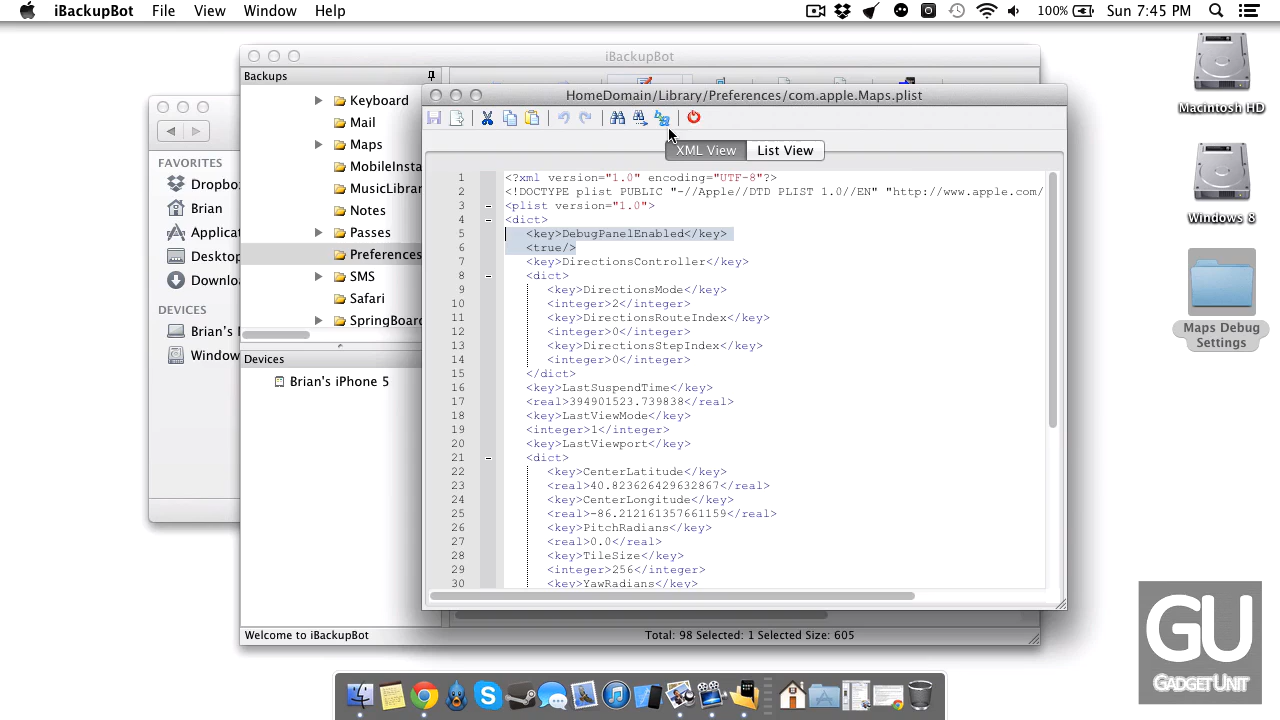 iBackupBot File View Window Help 100% Sun 7:45 PM
iBackupBot
Backups
Keyboard
Mail
Maps
MobileInsta
MusicLibrar
Notes
Passes
Preferences
SMS
Safari
SpringBoar
Devices
Brian's iPhone 5
Welcome to iBackupBot
Total: 98 Selected: 1 Selected Size: 605
FAVORITES
Dropbo
Brian
Applicat
Deskto
Downlo
DEVICES
Brian's
Window
HomeDomain/Library/Preferences/com.apple.Maps.plist
XML View List View
1 <?xml version="1.0" encoding="UTF-8"?>
2 <!DOCTYPE plist PUBLIC "-//Apple//DTD PLIST 1.0//EN" "http://www.apple.com/
3 <plist version="1.0">
4 <dict>
5 <key>DebugPanelEnabled</key>
6 <true/>
7 <key>DirectionsController</key>
8 <dict>
9 <key>DirectionsMode</key>
10 <integer>2</integer>
11 <key>DirectionsRouteIndex</key>
12 <integer>0</integer>
13 <key>DirectionsStepIndex</key>
14 <integer>0</integer>
15 </dict>
16 <key>LastSuspendTime</key>
17 <real>394901523.739838</real>
18 <key>LastViewMode</key>
19 <integer>1</integer>
20 <key>LastViewport</key>
21 <dict>
22 <key>CenterLatitude</key>
23 <real>40.823626429632867</real>
24 <key>CenterLongitude</key>
25 <real>-86.212161357661159</real>
26 <key>PitchRadians</key>
27 <real>0.0</real>
28 <key>TileSize</key>
29 <integer>256</integer>
30 <key>YawRadians</key>
Macintosh HD
Windows 8
Maps Debug
Settings
GU
GADGETUNIT